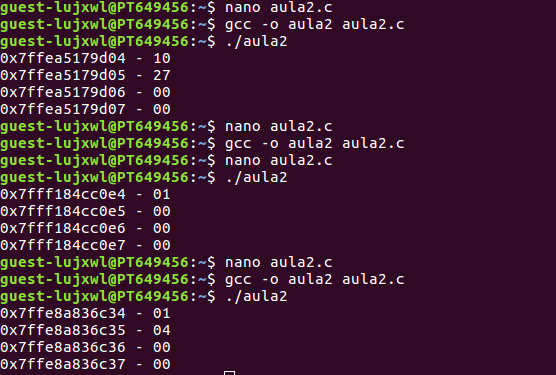 guest-lujxwl@PT649456:~$ nano aula2.c
guest-lujxwl@PT649456:~$ gcc -o aula2 aula2.c
guest-lujxwl@PT649456:~$ ./aula2
0x7ffea5179d04 - 10
0x7ffea5179d05 - 27
0x7ffea5179d06 - 00
0x7ffea5179d07 - 00
guest-lujxwl@PT649456:~$ nano aula2.c
guest-lujxwl@PT649456:~$ gcc -o aula2 aula2.c
guest-lujxwl@PT649456:~$ nano aula2.c
guest-lujxwl@PT649456:~$ ./aula2
0x7fff184cc0e4 - 01
0x7fff184cc0e5 - 00
0x7fff184cc0e6 - 00
0x7fff184cc0e7 - 00
guest-lujxwl@PT649456:~$ nano aula2.c
guest-lujxwl@PT649456:~$ gcc -o aula2 aula2.c
guest-lujxwl@PT649456:~$ ./aula2
0x7ffe8a836c34 - 01
0x7ffe8a836c35 - 04
0x7ffe8a836c36 - 00
0x7ffe8a836c37 - 00